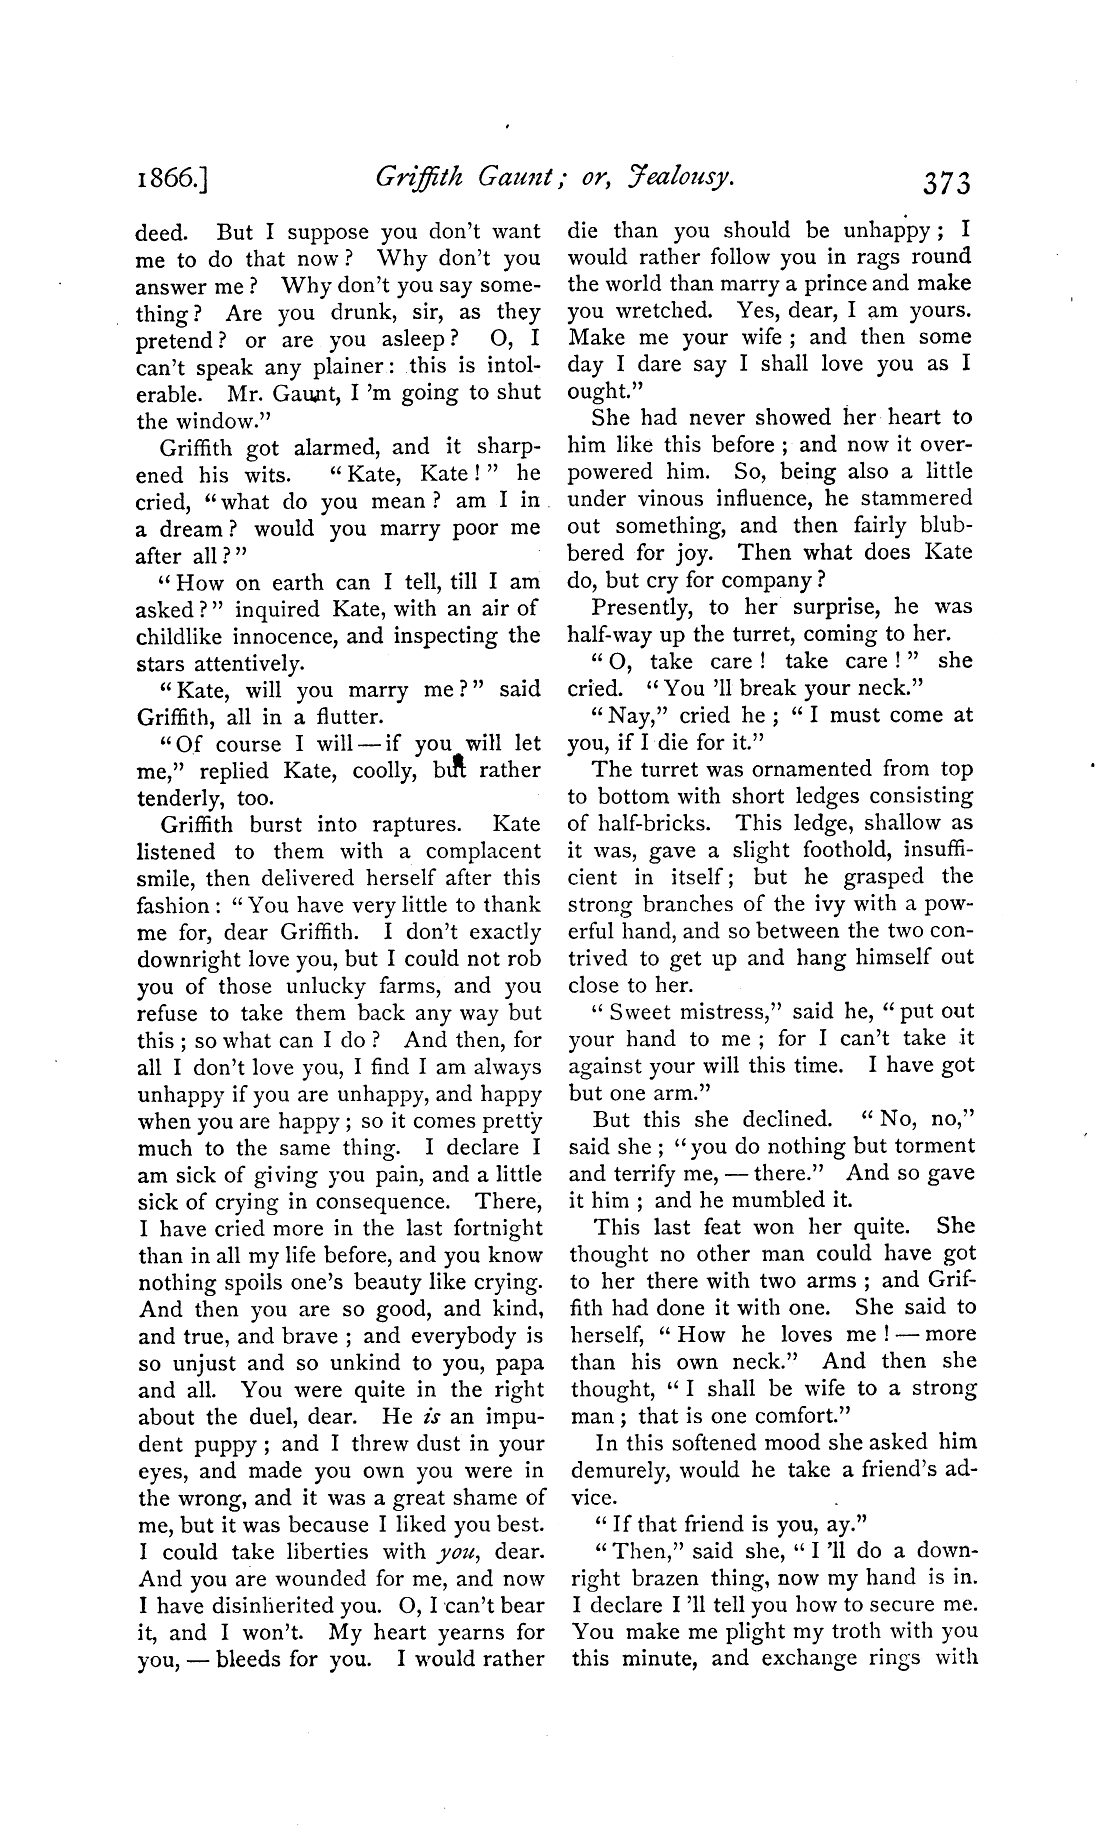 1866.] Griffith Gaunt; or, Jealousy. 373
deed. But I suppose you don't want
me to do that now? Why don't you
answer me? Why don't you say some-
thing? Are you drunk, sir, as they
pretend? or are you asleep? O, I
can't speak any plainer: this is intol-
erable. Mr. Gaunt, I 'm going to shut
the window."
Griffith got alarmed, and it sharp-
ened his wits. "Kate, Kate!" he
cried, "what do you mean? am I in
a dream? would you marry poor me
after all?"
"How on earth can I tell, till I am
asked?" inquired Kate, with an air of
childlike innocence, and inspecting the
stars attentively.
"Kate, will you marry me?" said
Griffith, all in a flutter.
"Of course I will — if you will let
me," replied Kate, coolly, but rather
tenderly, too.
Griffith burst into raptures. Kate
listened to them with a complacent
smile, then delivered herself after this
fashion: "You have very little to thank
me for, dear Griffith. I don't exactly
downright love you, but I could not rob
you of those unlucky farms, and you
refuse to take them back any way but
this; so what can I do? And then, for
all I don't love you, I find I am always
unhappy if you are unhappy, and happy
when you are happy; so it comes pretty
much to the same thing. I declare I
am sick of giving you pain, and a little
sick of crying in consequence. There,
I have cried more in the last fortnight
than in all my life before, and you know
nothing spoils one's beauty like crying.
And then you are so good, and kind,
and true, and brave; and everybody is
so unjust and so unkind to you, papa
and all. You were quite in the right
about the duel, dear. He is an impu-
dent puppy; and I threw dust in your
eyes, and made you own you were in
the wrong, and it was a great shame of
me, but it was because I liked you best.
I could take liberties with you, dear.
And you are wounded for me, and now
I have disinherited you. O, I can't bear
it, and I won't. My heart yearns for
you, — bleeds for you. I would rather
die than you should be unhappy; I
would rather follow you in rags round
the world than marry a prince and make
you wretched. Yes, dear, I am yours.
Make me your wife; and then some
day I dare say I shall love you as I
ought."
She had never showed her heart to
him like this before; and now it over-
powered him. So, being also a little
under vinous influence, he stammered
out something, and then fairly blub-
bered for joy. Then what does Kate
do, but cry for company?
Presently, to her surprise, he was
half-way up the turret, coming to her.
"O, take care! take care!" she
cried. "You 'll break your neck."
"Nay," cried he; "I must come at
you, if I die for it."
The turret was ornamented from top
to bottom with short ledges consisting
of half-bricks. This ledge, shallow as
it was, gave a slight foothold, insuffi-
cient in itself; but he grasped the
strong branches of the ivy with a pow-
erful hand, and so between the two con-
trived to get up and hang himself out
close to her.
"Sweet mistress," said he, "put out
your hand to me; for I can't take it
against your will this time. I have got
but one arm."
But this she declined. "No, no,"
said she; "you do nothing but torment
and terrify me, — there." And so gave
it him; and he mumbled it.
This last feat won her quite. She
thought no other man could have got
to her there with two arms; and Grif-
fith had done it with one. She said to
herself, "How he loves me! — more
than his own neck." And then she
thought, "I shall be wife to a strong
man; that is one comfort."
In this softened mood she asked him
demurely, would he take a friend's ad-
vice.
"If that friend is you, ay."
"Then," said she, "I 'll do a down-
right brazen thing, now my hand is in.
I declare I 'll tell you how to secure me.
You make me plight my troth with you
this minute, and exchange rings with